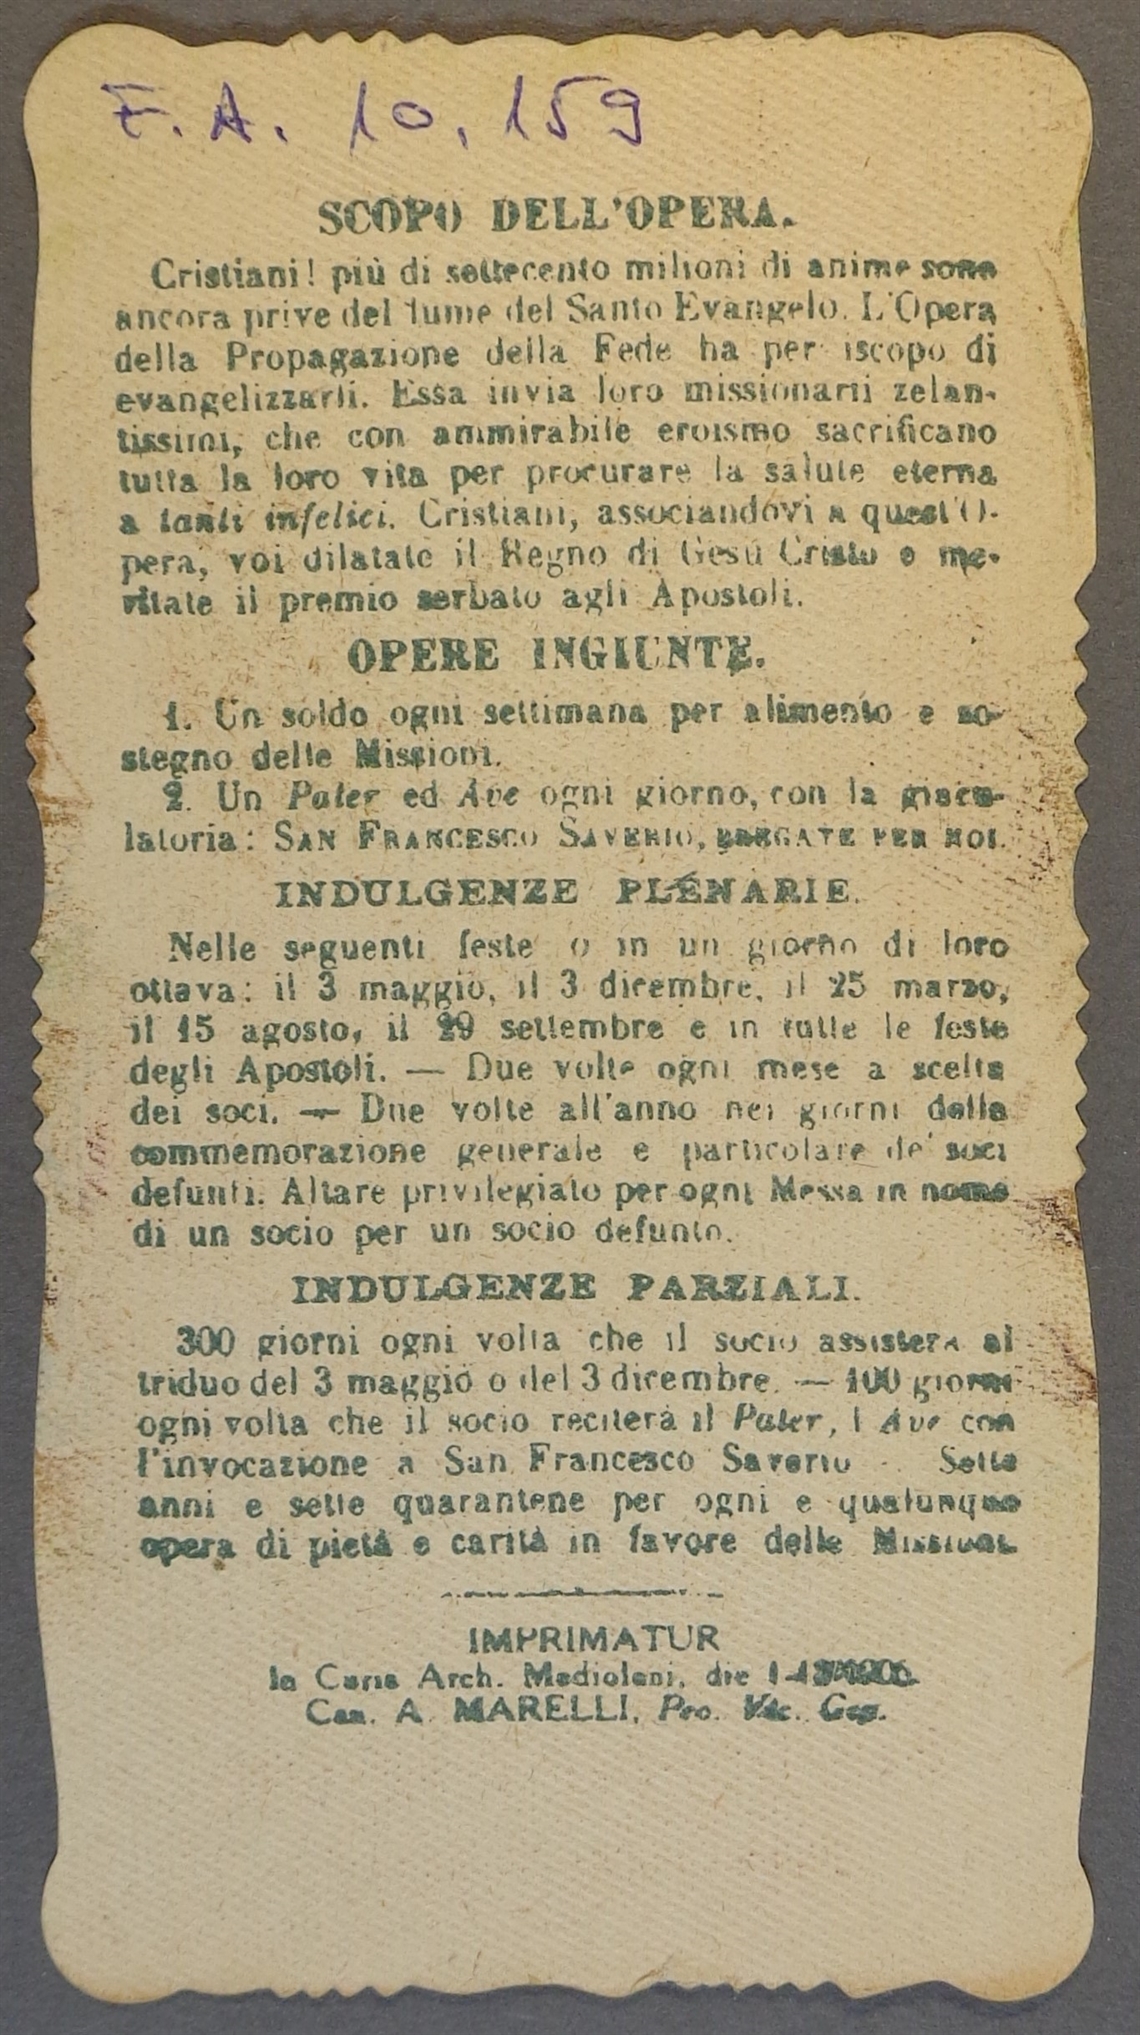 F. A. 10, 159
SCOPO DELL'OPERA.
Cristiani! più di settecento milioni di anime sono
ancora prive del lume del Santo Evangelo. L'Opera
della Propagazione della Fede ha per iscopo di
evangelizzarli. Essa invia loro missionarii zelan-
tissimi, che con ammirabile eroismo sacrificano
tutta la loro vita per procurare la salute eterna
a tanti infelici. Cristiani, associandovi a quest'O-
pera, voi dilatate il Regno di Gesù Cristo e me-
ritate il premio serbato agli Apostoli.
OPERE INGIUNTE.
1. Un soldo ogni settimana per alimento e so-
stegno delle Missioni.
2. Un Pater ed Ave ogni giorno, con la giacu-
latoria: SAN FRANCESCO SAVERIO, PREGATE PER NOI.
INDULGENZE PLENARIE.
Nelle seguenti feste o in un giorno di loro
ottava: il 3 maggio, il 3 dicembre, il 25 marzo,
il 15 agosto, il 29 settembre e in tutte le feste
degli Apostoli. — Due volte ogni mese a scelta
dei soci. — Due volte all'anno nei giorni della
commemorazione generale e particolare de' soci
defunti. Altare privilegiato per ogni Messa in nome
di un socio per un socio defunto.
INDULGENZE PARZIALI.
300 giorni ogni volta che il socio assisterà al
triduo del 3 maggio o del 3 dicembre. — 100 giorni
ogni volta che il socio reciterà il Pater, l'Ave con
l'invocazione a San Francesco Saverio - Sette
anni e sette quarantene per ogni e qualunque
opera di pietà e carità in favore delle Missioni.
IMPRIMATUR
In Curia Arch. Mediolani, die
Can. A. MARELLI, Pro. Vic. Gen.